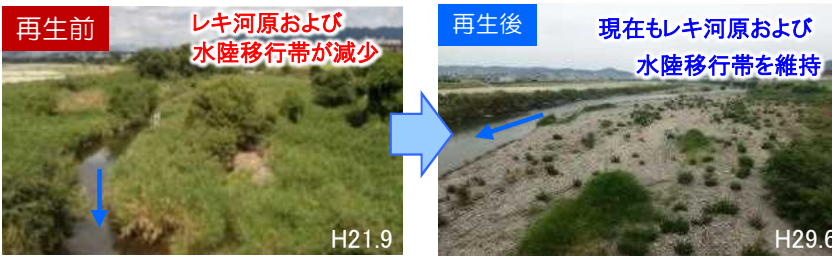 再生前
レキ河原および
水陸移行帯が減少
H21.9
再生後
現在もレキ河原および
水陸移行帯を維持
H29.6